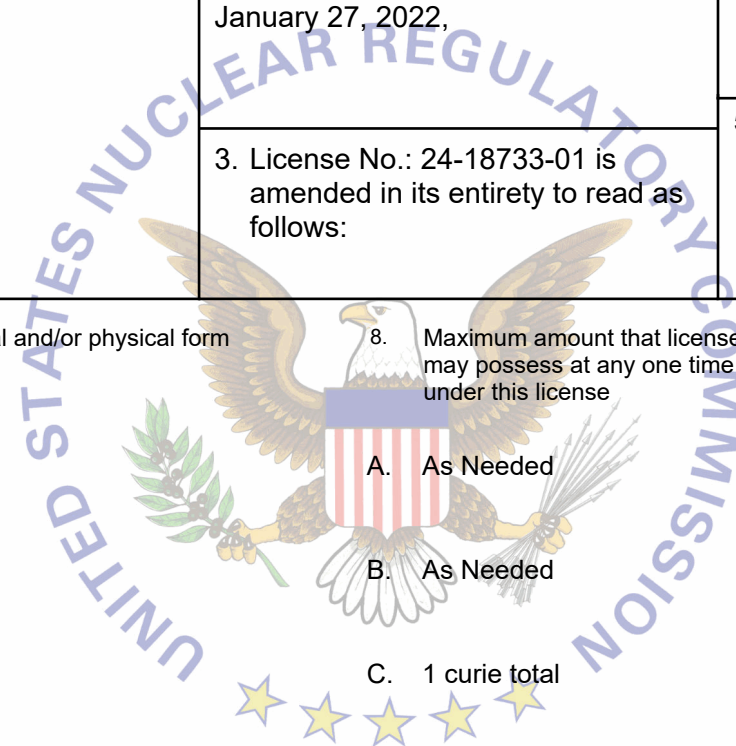 January 27, 2022,
3. License No.: 24-18733-01 is
amended in its entirety to read as
follows:
and/or physical form
8. Maximum amount that license
may possess at any one time
under this license
A. As Needed
B. As Needed
C. 1 curie total
UNITED STATES NUCLEAR REGULATORY COMMISSION